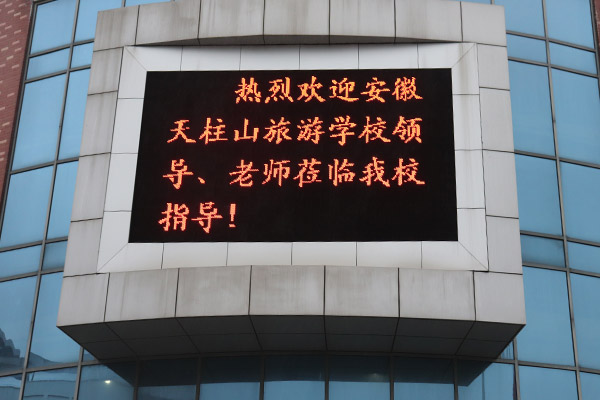 热烈欢迎安徽
天柱山旅游学校领
导、老师莅临我校
指导！